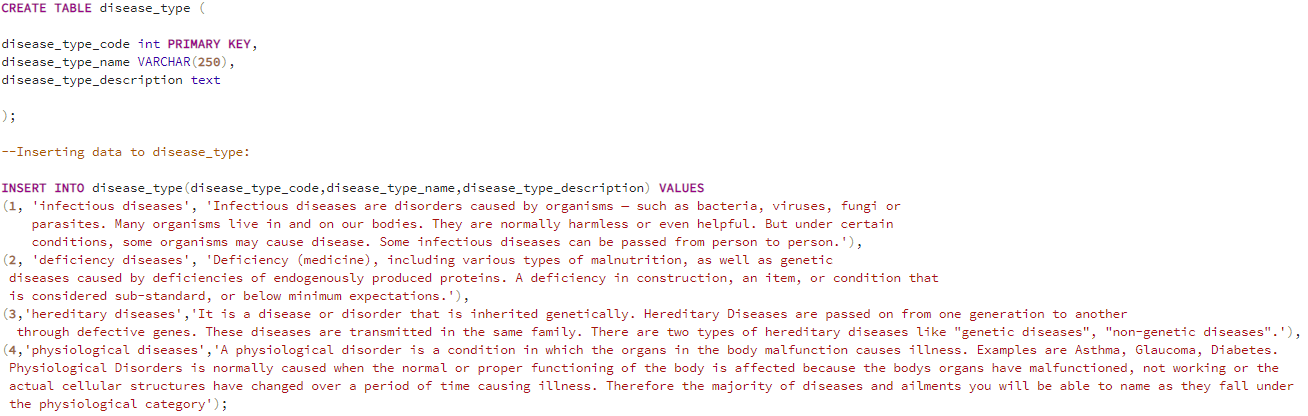 CREATE TABLE disease_type (
disease_type_code int PRIMARY KEY,
disease_type_name VARCHAR(250),
disease_type_description text
);
--Inserting data to disease_type:
INSERT INTO disease_type(disease_type_code,disease_type_name,disease_type_description) VALUES
(1, 'infectious diseases', 'Infectious diseases are disorders caused by organisms — such as bacteria, viruses, fungi or
parasites. Many organisms live in and on our bodies. They are normally harmless or even helpful. But under certain
conditions, some organisms may cause disease. Some infectious diseases can be passed from person to person.'),
(2, 'deficiency diseases', 'Deficiency (medicine), including various types of malnutrition, as well as genetic
diseases caused by deficiencies of endogenously produced proteins. A deficiency in construction, an item, or condition that
is considered sub-standard, or below minimum expectations.'),
(3,'hereditary diseases','It is a disease or disorder that is inherited genetically. Hereditary Diseases are passed on from one generation to another
through defective genes. These diseases are transmitted in the same family. There are two types of hereditary diseases like "genetic diseases", "non-genetic diseases".'),
(4,'physiological diseases','A physiological disorder is a condition in which the organs in the body malfunction causes illness. Examples are Asthma, Glaucoma, Diabetes.
Physiological Disorders is normally caused when the normal or proper functioning of the body is affected because the bodys organs have malfunctioned, not working or the
actual cellular structures have changed over a period of time causing illness. Therefore the majority of diseases and ailments you will be able to name as they fall under
the physiological category');